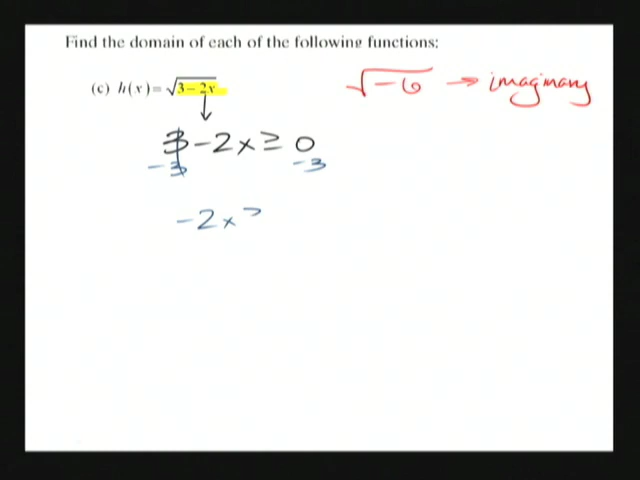 Find the domain of each of the following functions:
(c) h(x)=√3−2x √−6 → imaginary
3−2x ≥ 0
−3 −3
−2x >